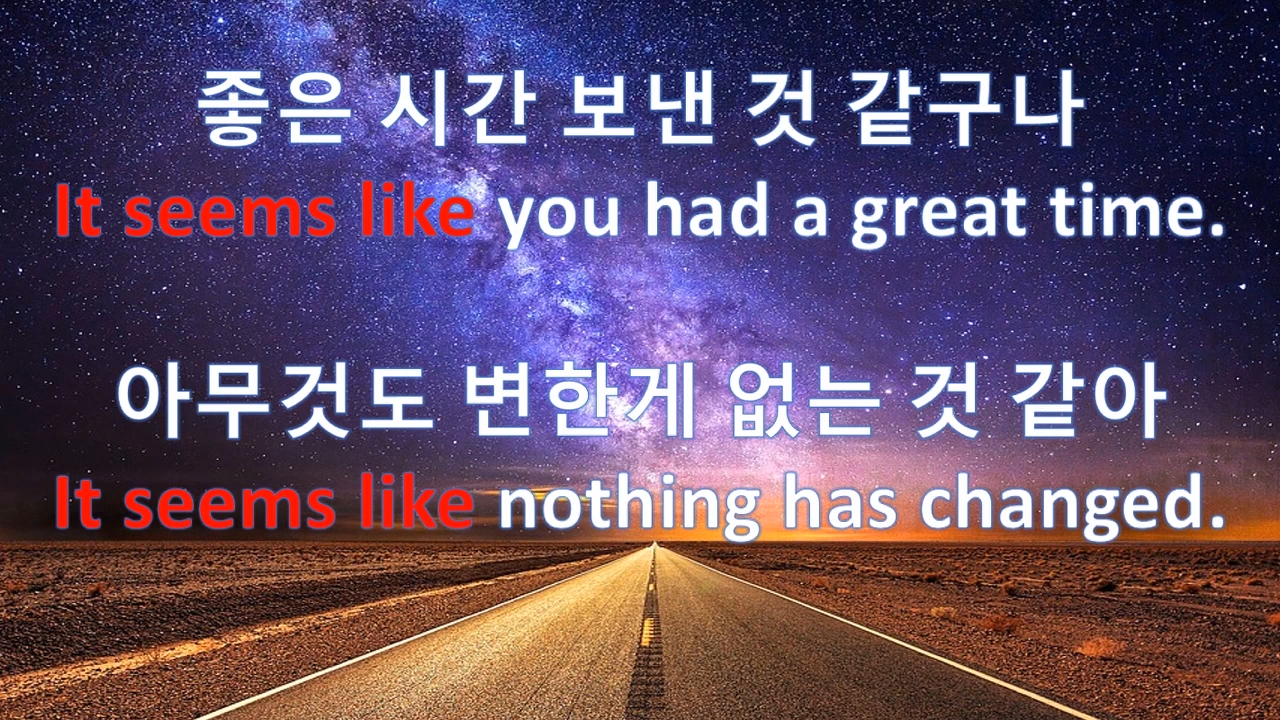 좋은 시간 보낸 것 같구나
It seems like you had a great time.
아무것도 변한게 없는 것 같아
It seems like nothing has changed.